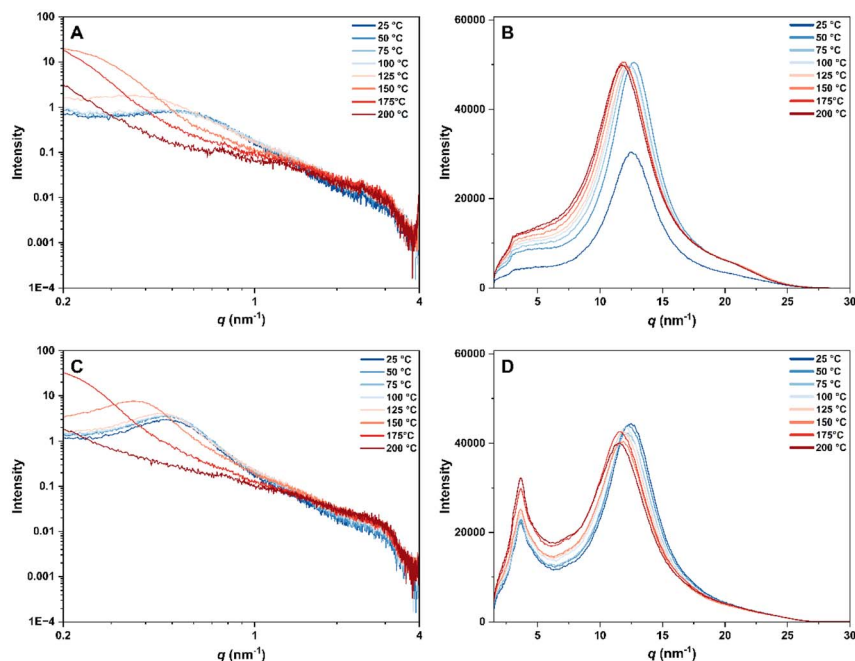 A
25 °C
50 °C
75 °C
100 °C
125 °C
150 °C
175°C
200 °C
Intensity
100
10
1
0.1
0.01
0.001
1E−4
0.2
1
4
q (nm⁻¹)
B
25 °C
50 °C
75 °C
100 °C
125 °C
150 °C
175 °C
200 °C
Intensity
60000
40000
20000
0
5
10
15
20
25
30
q (nm⁻¹)
C
25 °C
50 °C
75 °C
100 °C
125 °C
150 °C
175°C
200 °C
Intensity
100
10
1
0.1
0.01
0.001
1E−4
0.2
1
4
q (nm⁻¹)
D
25 °C
50 °C
75 °C
100 °C
125 °C
150 °C
175 °C
200 °C
Intensity
60000
40000
20000
0
5
10
15
20
25
30
q (nm⁻¹)